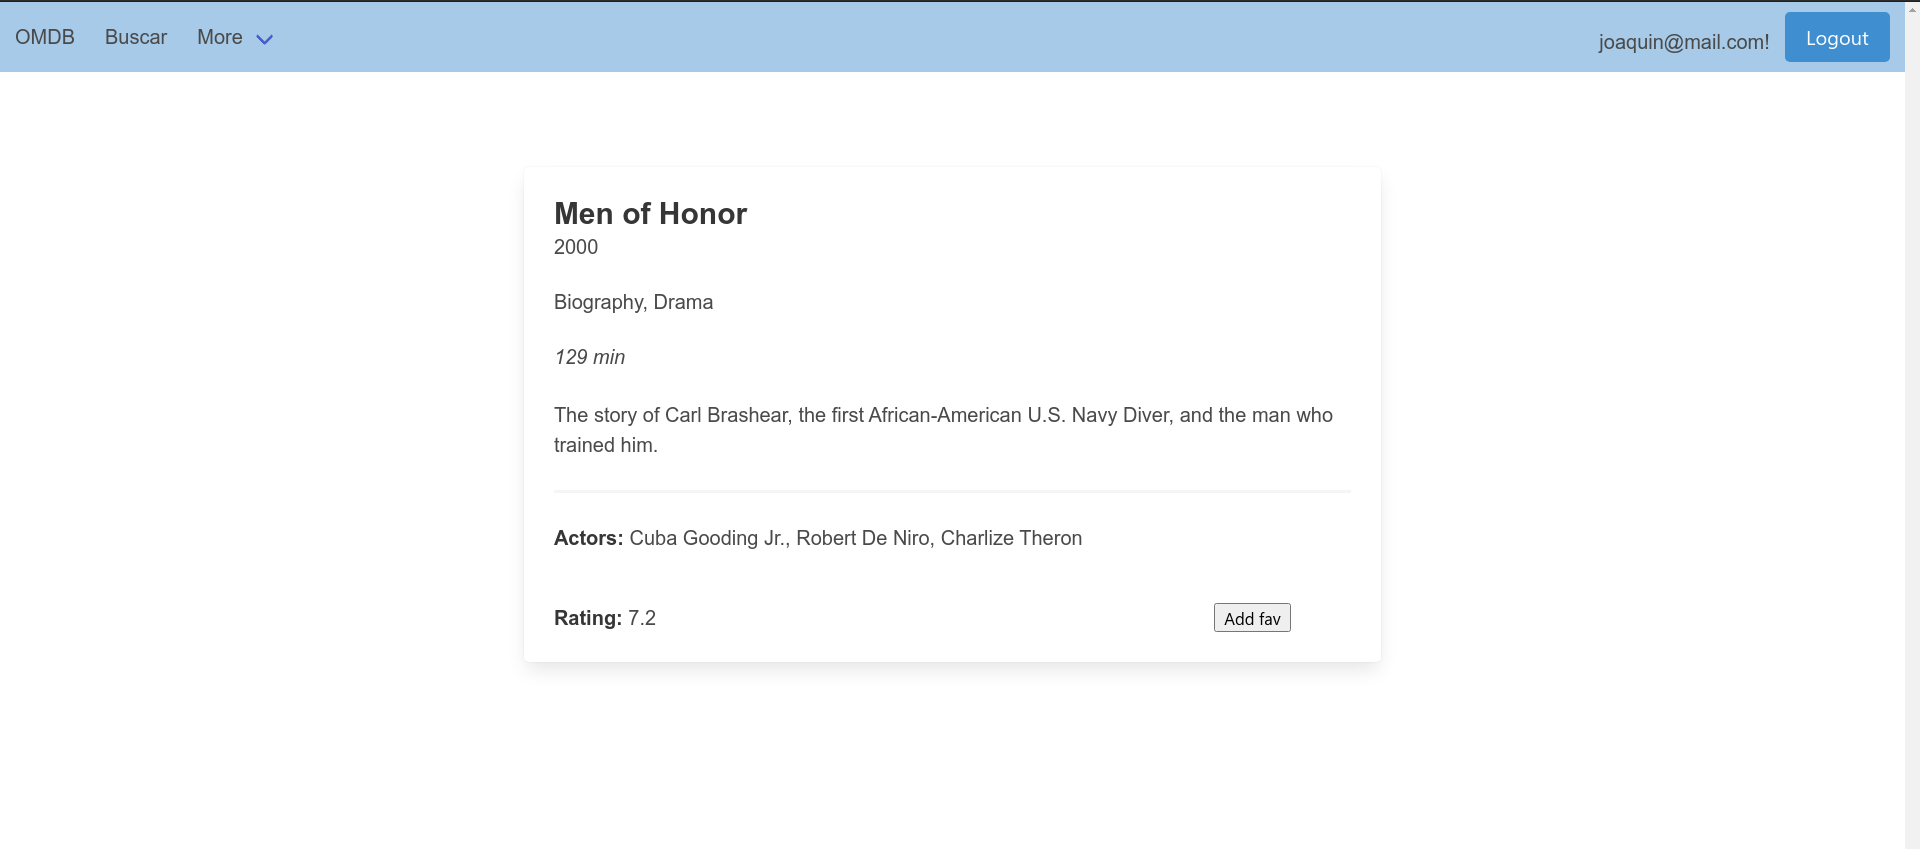 OMDB Buscar More joaquin@mail.com! Logout
Men of Honor
2000
Biography, Drama
129 min
The story of Carl Brashear, the first African-American U.S. Navy Diver, and the man who
trained him.
Actors: Cuba Gooding Jr., Robert De Niro, Charlize Theron
Rating: 7.2 Add fav